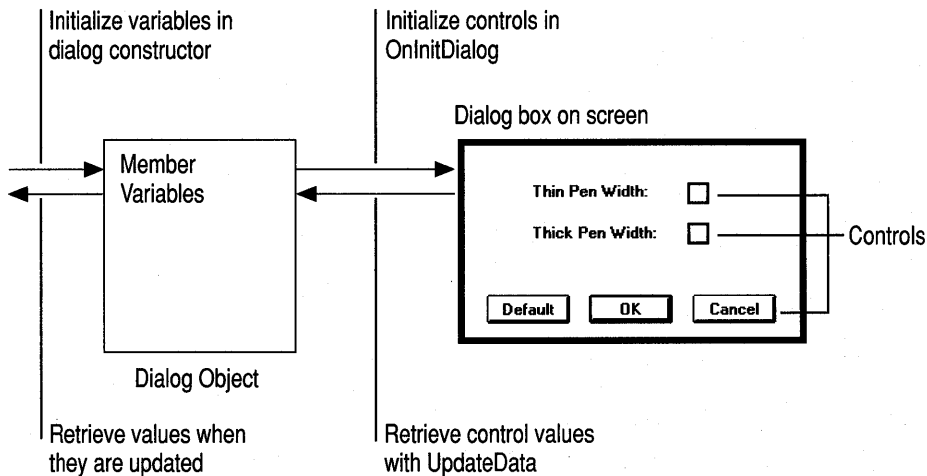 Initialize variables in
dialog constructor
Initialize controls in
OnInitDialog
Dialog box on screen
Member
Variables
Thin Pen Width:
Thick Pen Width:
Controls
Default
OK
Cancel
Dialog Object
Retrieve values when
they are updated
Retrieve control values
with UpdateData